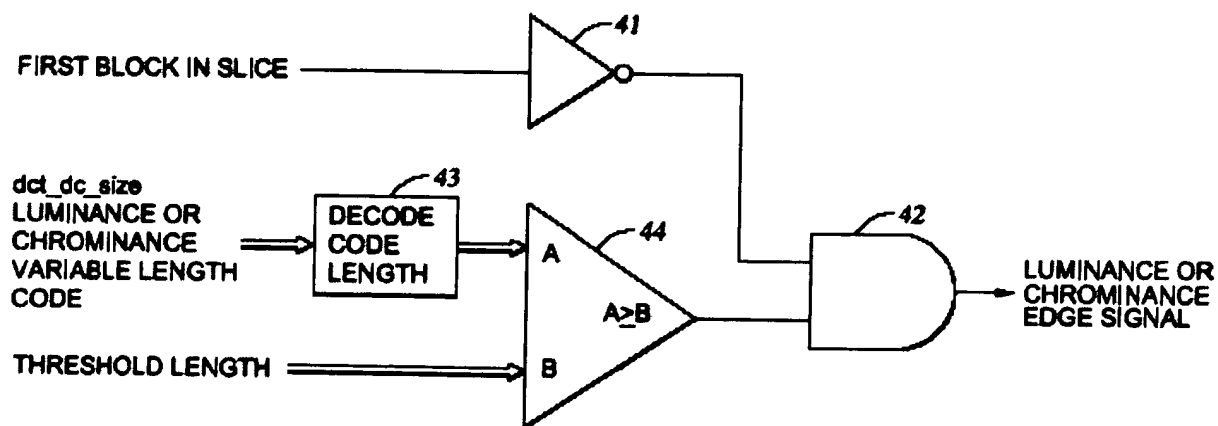 41
FIRST BLOCK IN SLICE
dct_dc_size
LUMINANCE OR
CHROMINANCE
VARIABLE LENGTH
CODE
43
DECODE
CODE
LENGTH
44
A
A≥B
B
THRESHOLD LENGTH
42
LUMINANCE OR
CHROMINANCE
EDGE SIGNAL